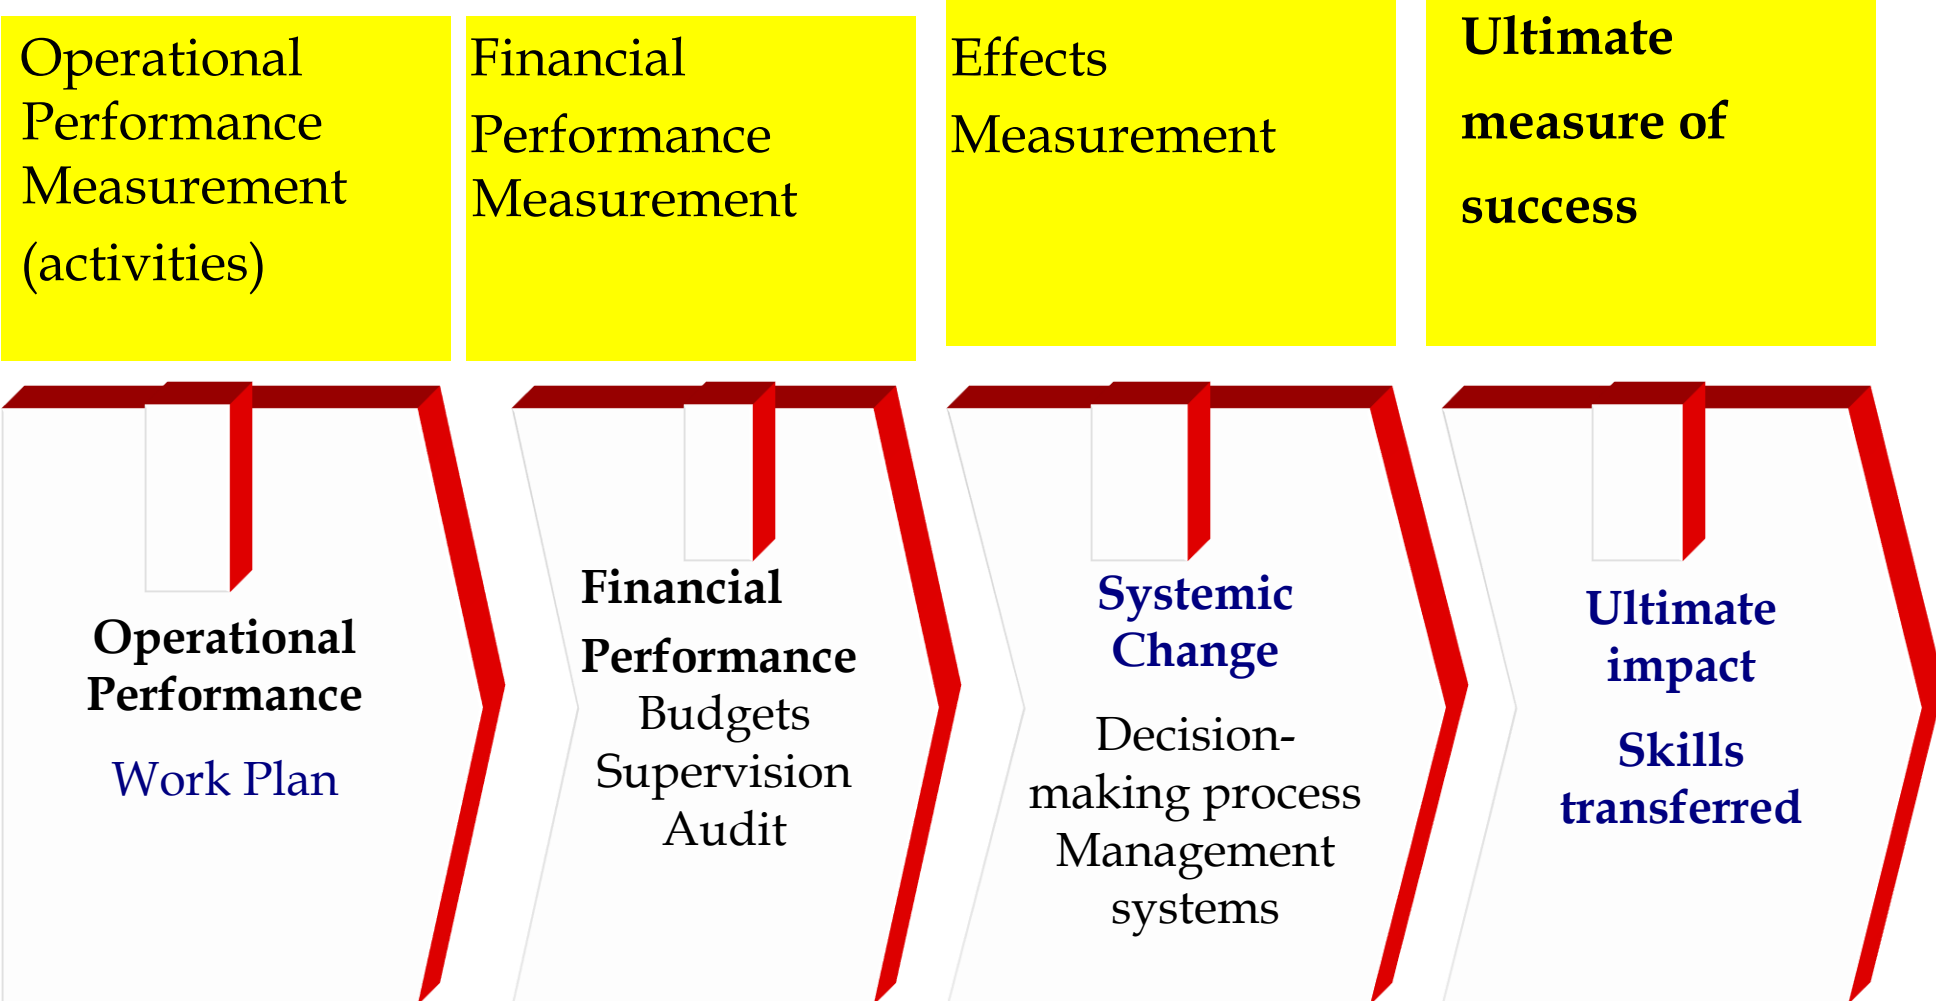 Operational
Performance
Measurement
(activities)
Financial
Performance
Measurement
Effects
Measurement
Ultimate
measure of
success
Operational
Performance
Work Plan
Financial
Performance
Budgets
Supervision
Audit
Systemic
Change
Decision-
making process
Management
systems
Ultimate
impact
Skills
transferred